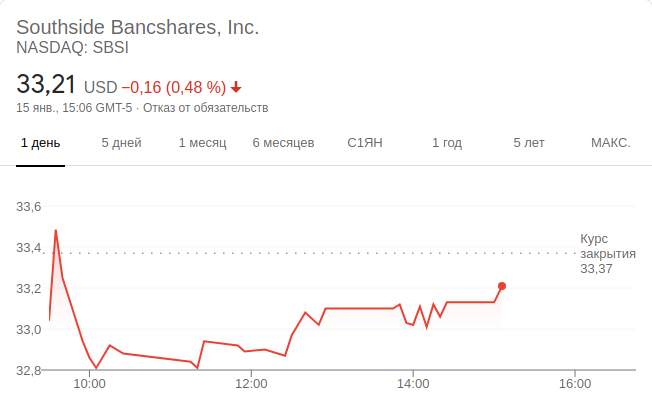 Southside Bancshares, Inc.
NASDAQ: SBSI
33,21 USD −0,16 (0,48 %)
15 янв., 15:06 GMT-5 · Отказ от обязательств
1 день 5 дней 1 месяц 6 месяцев С1ЯН 1 год 5 лет МАКС.
33,6
33,4
33,2
33,0
32,8
Курс
закрытия
33,37
10:00 12:00 14:00 16:00